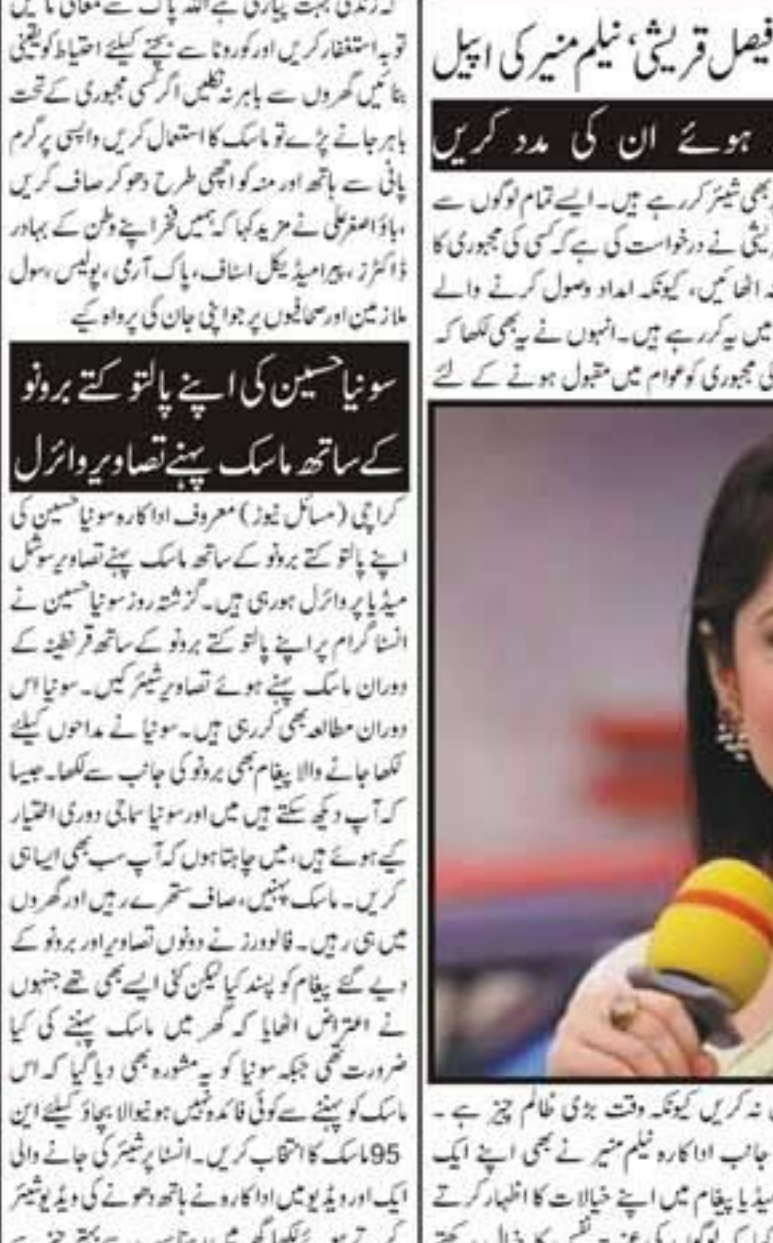 فیصل قریشی، نیلم منیر کی اپیل
ہوئے ان کی مدد کریں
بھی شیئر کررہے ہیں۔ایسے تمام لوگوں سے
نے درخواست کی ہے کہ کسی کی مجبوری کا
اٹھائیں، کیونکہ امداد وصول کرنے والے
میں یہ کررہے ہیں۔انہوں نے یہ بھی لکھا کہ
کی مجبوری کو عوام میں مقبول ہونے کے لئے
نہ کریں کیونکہ وقت بڑی ظالم چیز ہے ۔
جانب اداکارہ نیلم منیر نے بھی اپنے ایک
میڈیا پیغام میں اپنے خیالات کا اظہار کرتے
کہ زندگی بہت پیاری ہے اللہ پاک سے معافی مانگیں
توبہ استغفار کریں اور کورونا سے بچنے کیلئے احتیاط کو یقینی
بنائیں گھروں سے باہر نہ نکلیں اگر کسی مجبوری کے تحت
باہر جانے پڑے تو ماسک کا استعمال کریں واپسی پر گرم
پانی سے ہاتھ اور منہ کو اچھی طرح دھو کر صاف کریں
،باؤ اصغر علی نے مزید کہا کہ ہمیں فخر اپنے وطن کے بہادر
ڈاکٹرز ، پیرامیڈیکل اسٹاف، پاک آرمی ، پولیس ،سول
ملازمین اور صحافیوں پر جو اپنی جان کی پرواہ کیے
سونیا حسین کی اپنے پالتو کتے برونو
کے ساتھ ماسک پہنے تصاویر وائرل
کراچی (مسائل نیوز) معروف اداکارہ سونیا حسین کی
اپنے پالتو کتے برونو کے ساتھ ماسک پہنے تصاویر سوشل
میڈیا پر وائرل ہورہی ہیں۔گزشتہ روز سونیا حسین نے
انسٹا گرام پر اپنے پالتو کتے برونو کے ساتھ قرنطینہ کے
دوران ماسک پہنے ہوئے تصاویر شیئر کیں۔سونیا اس
دوران مطالعہ بھی کررہی ہیں۔سونیا نے مداحوں کیلئے
لکھا جانے والا پیغام بھی برونو کی جانب سے لکھا۔جیسا
کہ آپ دیکھ سکتے ہیں میں اور سونیا سماجی دوری اختیار
کیے ہوئے ہیں، میں چاہتا ہوں کہ آپ سب بھی ایسا ہی
کریں۔ ماسک پہنیں، صاف ستھرے رہیں اور گھروں
میں ہی رہیں۔فالوورز نے دونوں تصاویر اور برونو کے
دیے گئے پیغام کو پسند کیا لیکن کئی ایسے بھی تھے جنہوں
نے اعتراض اٹھایا کہ گھر میں ماسک پہننے کی کیا
ضرورت تھی جبکہ سونیا کو یہ مشورہ بھی دیا گیا کہ اس
ماسک کو پہننے سے کوئی فائدہ نہیں ہونیوالا بچاؤ کیلئے این
95 ماسک کا انتخاب کریں۔انسٹا پر شیئر کی جانے والی
ایک اور ویڈیو میں اداکارہ نے ہاتھ دھونے کی ویڈیو شیئر